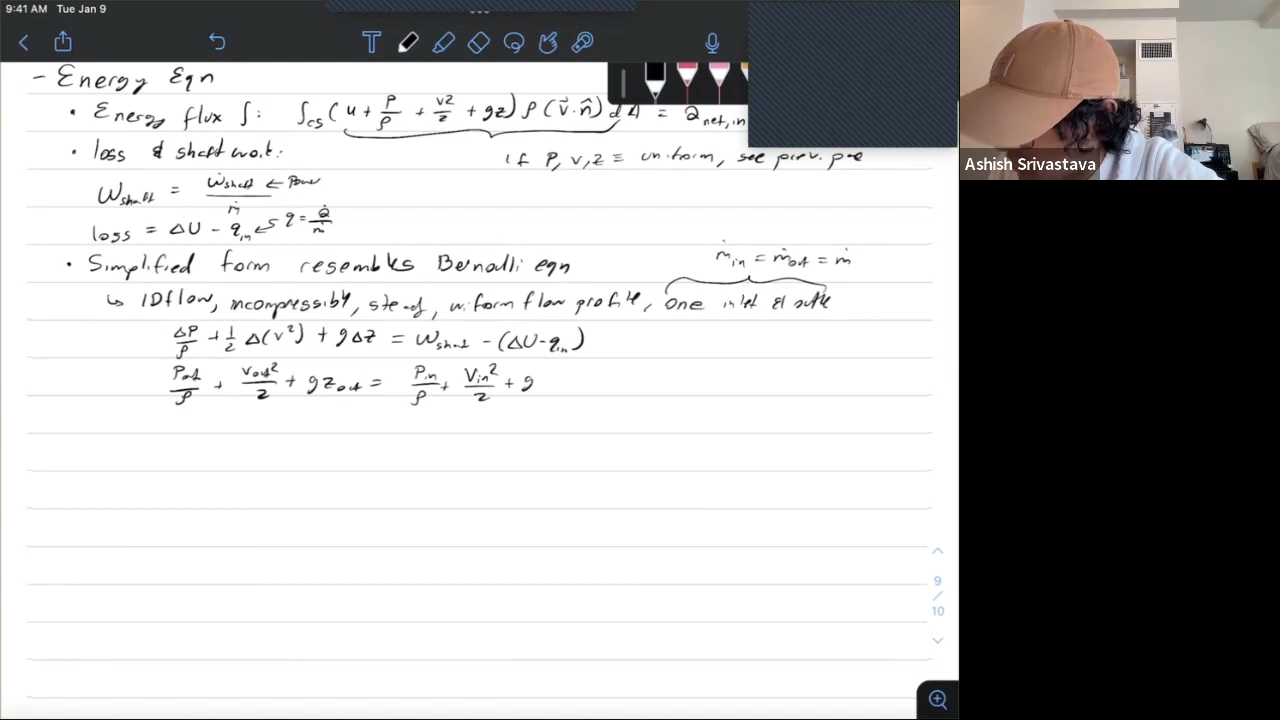 9:41 AM Tue Jan 9
- Energy Eqn
• Energy flux ∫: ∫cs (u + P/ρ + v²/2 + gz) ρ (v⃗·n̂) dA = Q̇ net, in
• loss & shaft work: if P, v, z ≡ uniform, see prev. page
Wshaft = Ẇshaft/ṁ ← Power
loss = ΔU - qin ↙ q = Q̇/ṁ
• Simplified form resembles Bernalli eqn ṁin = ṁout = ṁ
↳ 1D flow, incompressible, steady, uniform flow profile, one inlet & outlet
ΔP/ρ + 1/2 Δ(v²) + gΔz = Wshaft - (ΔU - qin)
Pout/ρ + Vout²/2 + gzout = Pin/ρ + Vin²/2 + g
9
/
10
Ashish Srivastava